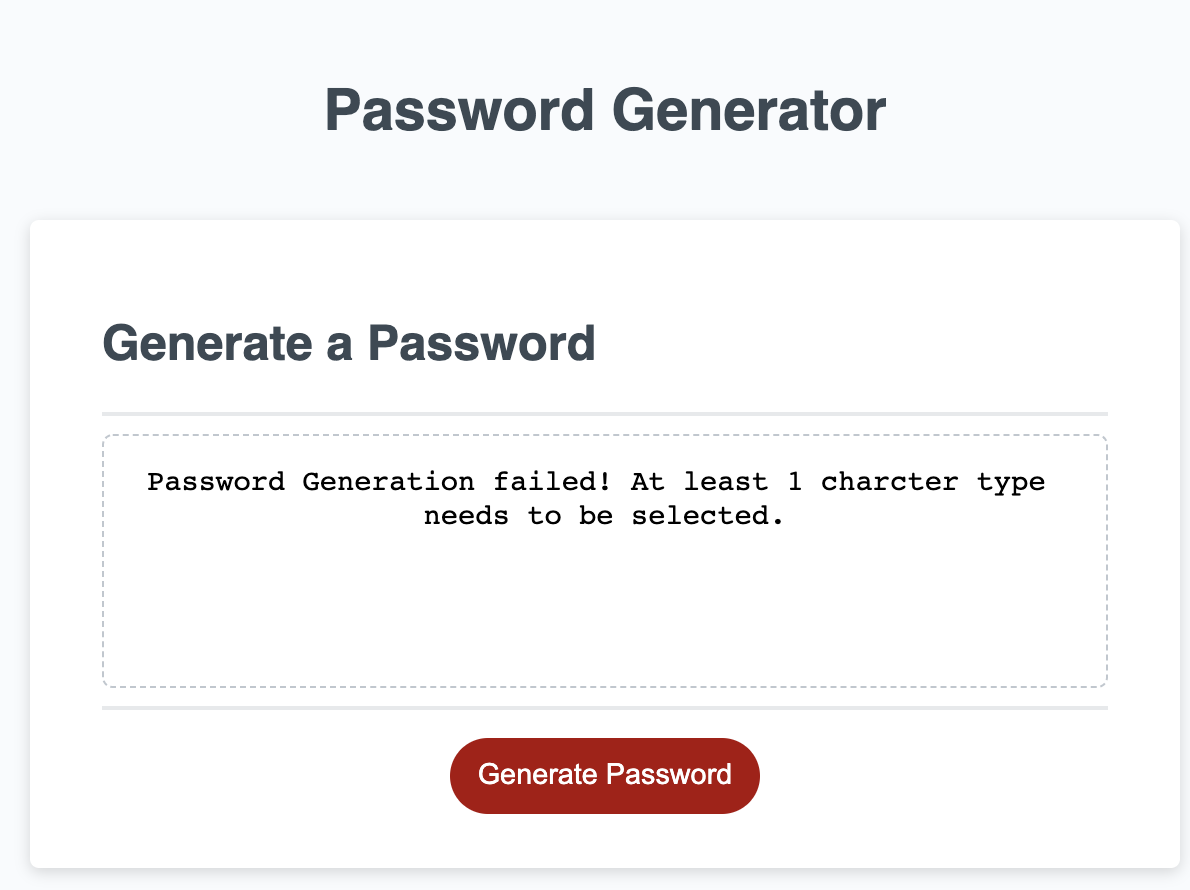 Password Generator
Generate a Password
Password Generation failed! At least 1 charcter type
needs to be selected.
Generate Password